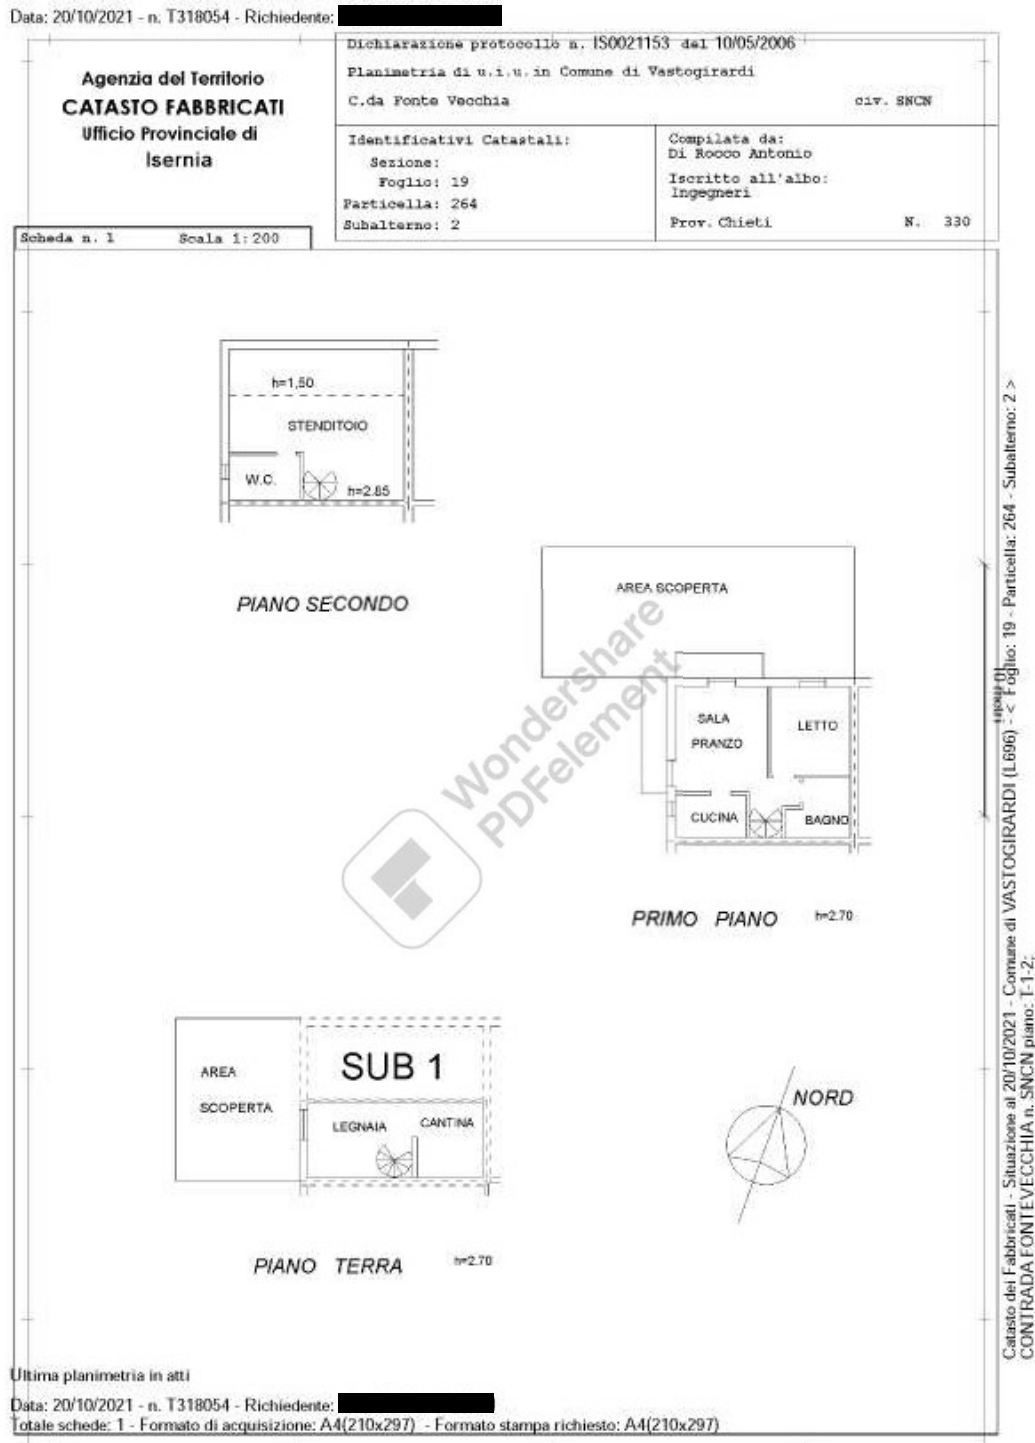 Data: 20/10/2021 - n. T318054 - Richiedente:
Agenzia del Territorio
CATASTO FABBRICATI
Ufficio Provinciale di
Isernia
Dichiarazione protocollo n. IS0021153 del 10/05/2006
Planimetria di u.i.u. in Comune di Vastogirardi
C.da Fonte Vecchia civ. SNCN
Identificativi Catastali:
Sezione:
Foglio: 19
Particella: 264
Subalterno: 2
Compilata da:
Di Rocco Antonio
Iscritto all'albo:
Ingegneri
Prov. Chieti N. 330
Scheda n. 1 Scala 1:200
h=1,50
STENDITOIO
W.C.
h=2.85
PIANO SECONDO
AREA SCOPERTA
SALA
PRANZO
LETTO
CUCINA
BAGNO
PRIMO PIANO h=2.70
Wondershare
PDFelement
AREA
SCOPERTA
SUB 1
LEGNAIA
CANTINA
PIANO TERRA h=2.70
NORD
10 metri
Catasto dei Fabbricati - Situazione al 20/10/2021 - Comune di VASTOGIRARDI (L696) - < Foglio: 19 - Particella: 264 - Subalterno: 2 >
CONTRADA FONTEVECCHIA n. SNCN piano: T-1-2;
Ultima planimetria in atti
Data: 20/10/2021 - n. T318054 - Richiedente:
Totale schede: 1 - Formato di acquisizione: A4(210x297) - Formato stampa richiesto: A4(210x297)